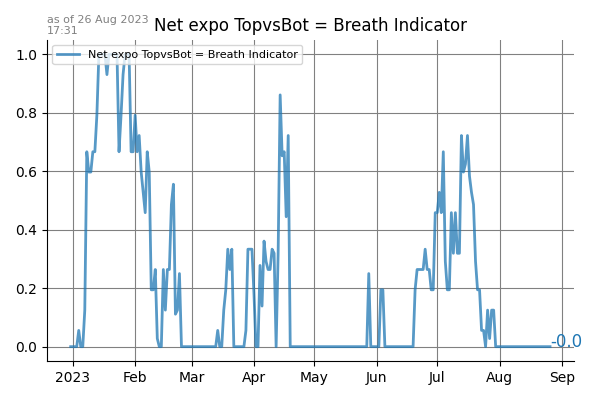 as of 26 Aug 2023
17:31
Net expo TopvsBot = Breath Indicator
Net expo TopvsBot = Breath Indicator
1.0
0.8
0.6
0.4
0.2
0.0
-0.0
2023 Feb Mar Apr May Jun Jul Aug Sep